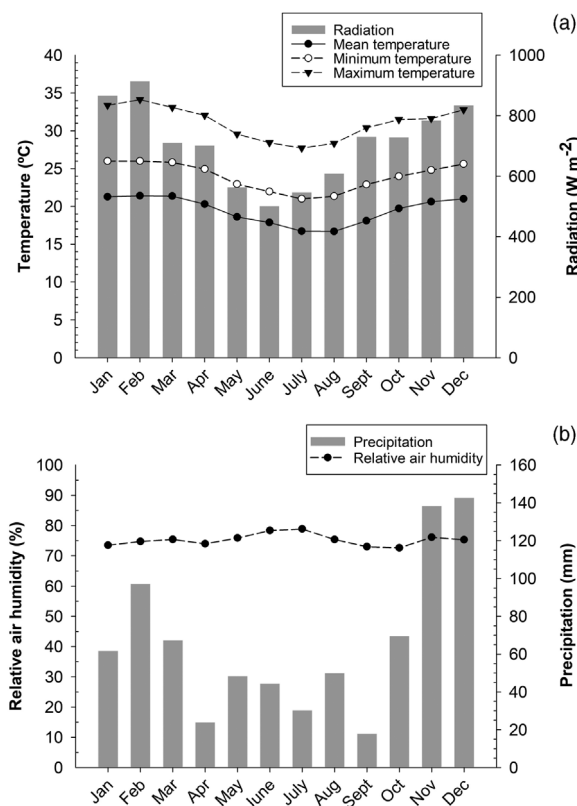 (a)
Radiation
Mean temperature
Minimum temperature
Maximum temperature
Temperature (ºC)
40
35
30
25
20
15
10
5
0
Radiation (W m-2)
1000
800
600
400
200
0
Jan Feb Mar Apr May June July Aug Sept Oct Nov Dec
(b)
Precipitation
Relative air humidity
Relative air humidity (%)
100
90
80
70
60
50
40
30
20
10
0
Precipitation (mm)
160
140
120
100
80
60
40
20
0
Jan Feb Mar Apr May June July Aug Sept Oct Nov Dec